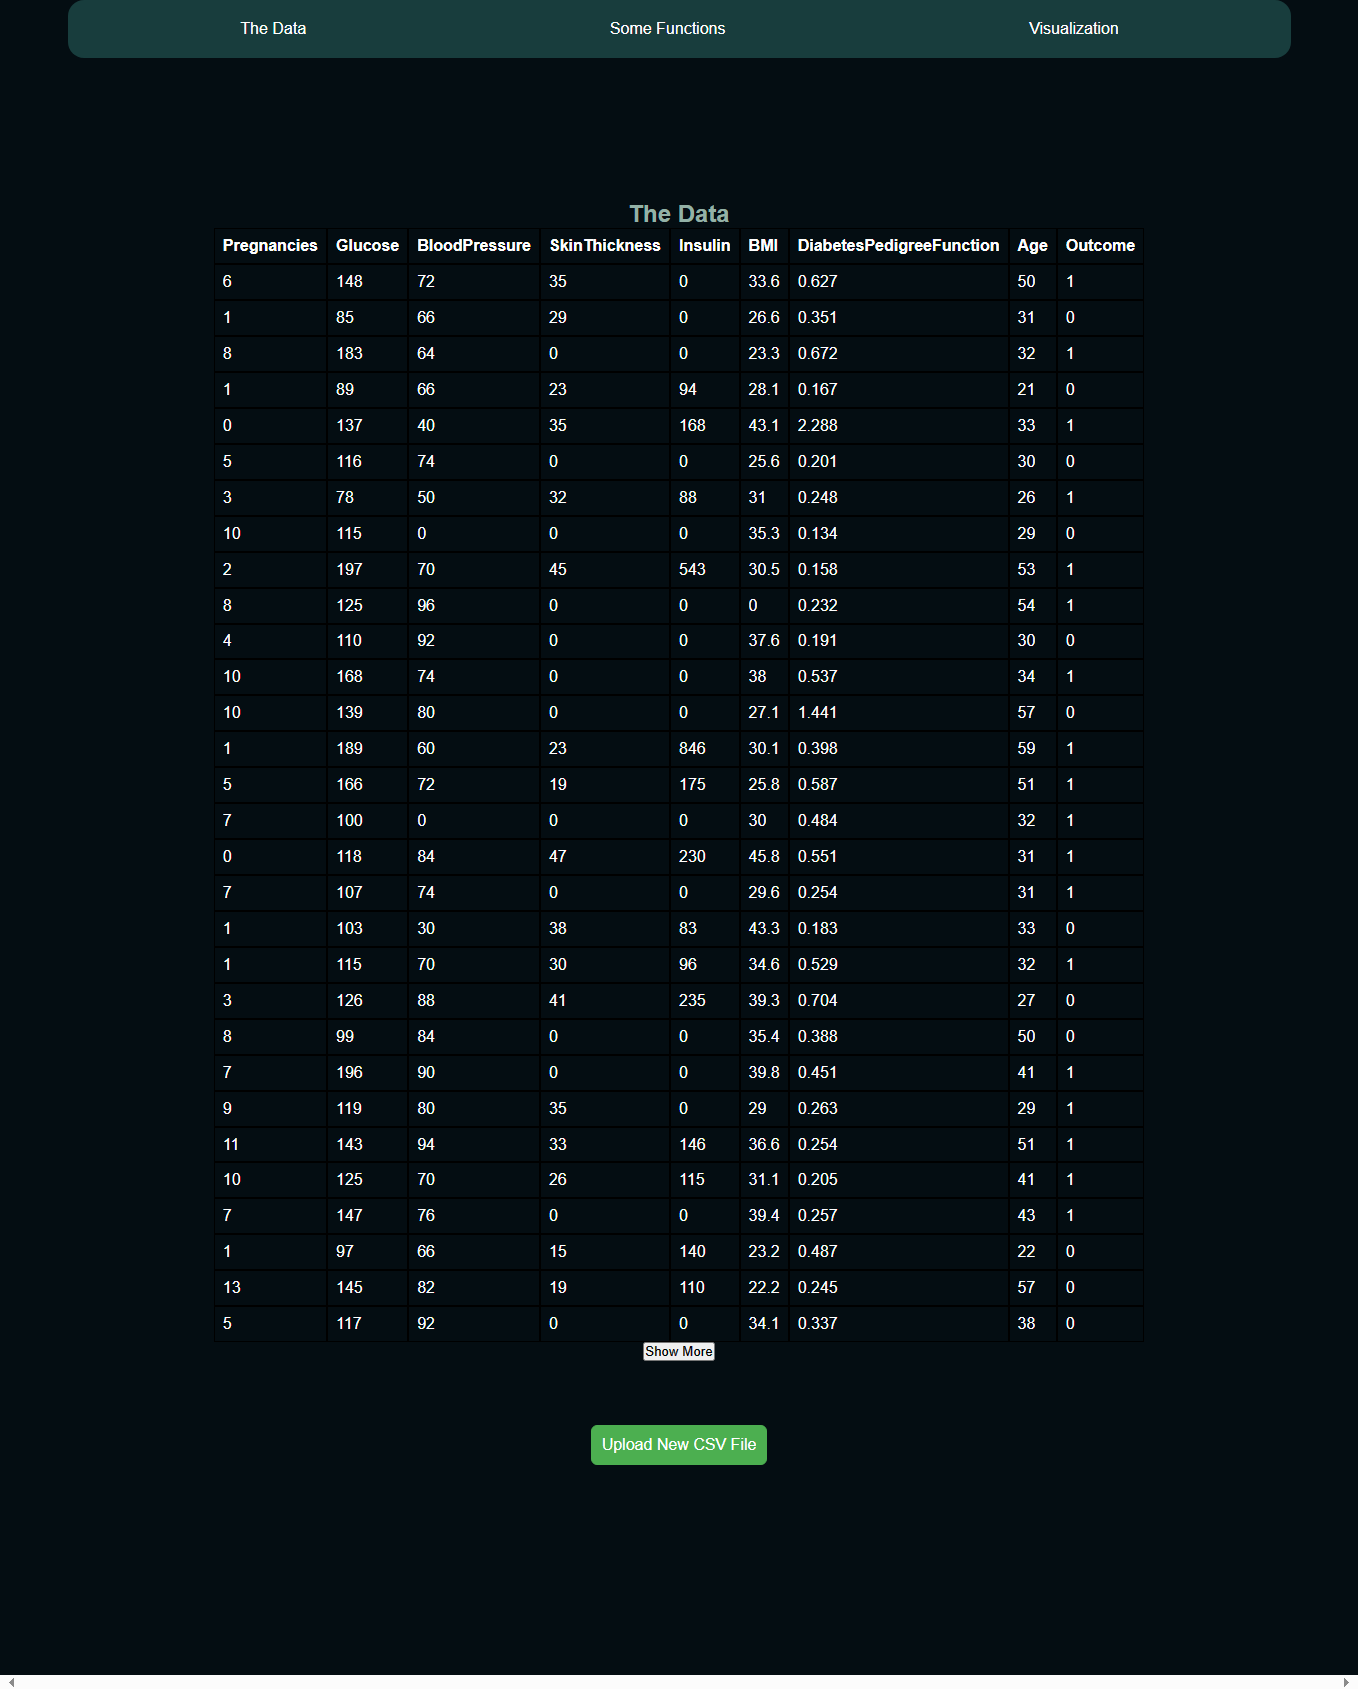 The Data Some Functions Visualization
The Data
Pregnancies Glucose BloodPressure SkinThickness Insulin BMI DiabetesPedigreeFunction Age Outcome
6 148 72 35 0 33.6 0.627 50 1
1 85 66 29 0 26.6 0.351 31 0
8 183 64 0 0 23.3 0.672 32 1
1 89 66 23 94 28.1 0.167 21 0
0 137 40 35 168 43.1 2.288 33 1
5 116 74 0 0 25.6 0.201 30 0
3 78 50 32 88 31 0.248 26 1
10 115 0 0 0 35.3 0.134 29 0
2 197 70 45 543 30.5 0.158 53 1
8 125 96 0 0 0 0.232 54 1
4 110 92 0 0 37.6 0.191 30 0
10 168 74 0 0 38 0.537 34 1
10 139 80 0 0 27.1 1.441 57 0
1 189 60 23 846 30.1 0.398 59 1
5 166 72 19 175 25.8 0.587 51 1
7 100 0 0 0 30 0.484 32 1
0 118 84 47 230 45.8 0.551 31 1
7 107 74 0 0 29.6 0.254 31 1
1 103 30 38 83 43.3 0.183 33 0
1 115 70 30 96 34.6 0.529 32 1
3 126 88 41 235 39.3 0.704 27 0
8 99 84 0 0 35.4 0.388 50 0
7 196 90 0 0 39.8 0.451 41 1
9 119 80 35 0 29 0.263 29 1
11 143 94 33 146 36.6 0.254 51 1
10 125 70 26 115 31.1 0.205 41 1
7 147 76 0 0 39.4 0.257 43 1
1 97 66 15 140 23.2 0.487 22 0
13 145 82 19 110 22.2 0.245 57 0
5 117 92 0 0 34.1 0.337 38 0
Show More
Upload New CSV File